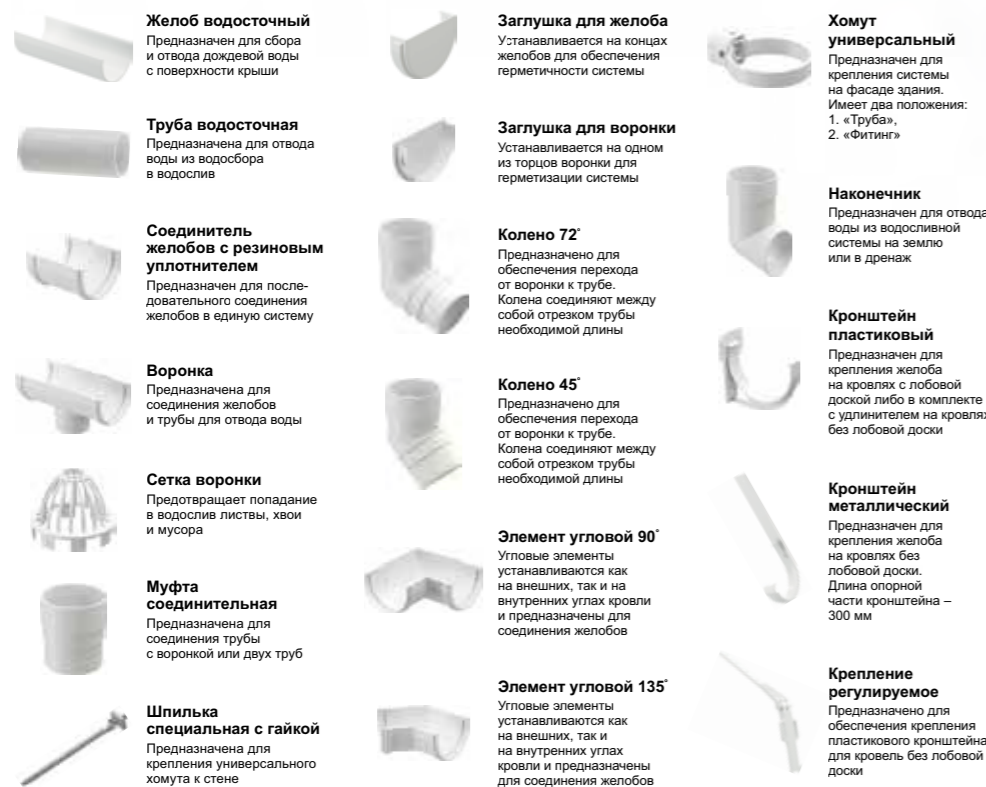 Желоб водосточный
Предназначен для сбора
и отвода дождевой воды
с поверхности крыши
Труба водосточная
Предназначена для отвода
воды из водосбора
в водослив
Соединитель
желобов с резиновым
уплотнителем
Предназначен для после-
довательного соединения
желобов в единую систему
Воронка
Предназначена для
соединения желобов
и трубы для отвода воды
Сетка воронки
Предотвращает попадание
в водослив листвы, хвои
и мусора
Муфта
соединительная
Предназначена для
соединения трубы
с воронкой или двух труб
Шпилька
специальная с гайкой
Предназначена для
крепления универсального
хомута к стене
Заглушка для желоба
Устанавливается на концах
желобов для обеспечения
герметичности системы
Заглушка для воронки
Устанавливается на одном
из торцов воронки для
герметизации системы
Колено 72°
Предназначено для
обеспечения перехода
от воронки к трубе.
Колена соединяют между
собой отрезком трубы
необходимой длины
Колено 45°
Предназначено для
обеспечения перехода
от воронки к трубе.
Колена соединяют между
собой отрезком трубы
необходимой длины
Элемент угловой 90°
Угловые элементы
устанавливаются как
на внешних, так и на
внутренних углах кровли
и предназначены для
соединения желобов
Элемент угловой 135°
Угловые элементы
устанавливаются как
на внешних, так и
на внутренних углах
кровли и предназначены
для соединения желобов
Хомут
универсальный
Предназначен для
крепления системы
на фасаде здания.
Имеет два положения:
1. «Труба»,
2. «Фитинг»
Наконечник
Предназначен для отвода
воды из водосливной
системы на землю
или в дренаж
Кронштейн
пластиковый
Предназначен для
крепления желоба
на кровлях с лобовой
доской либо в комплекте
с удлинителем на кровлях
без лобовой доски
Кронштейн
металлический
Предназначен для
крепления желоба
на кровлях без
лобовой доски.
Длина опорной
части кронштейна –
300 мм
Крепление
регулируемое
Предназначено для
обеспечения крепления
пластикового кронштейна
для кровель без лобовой
доски